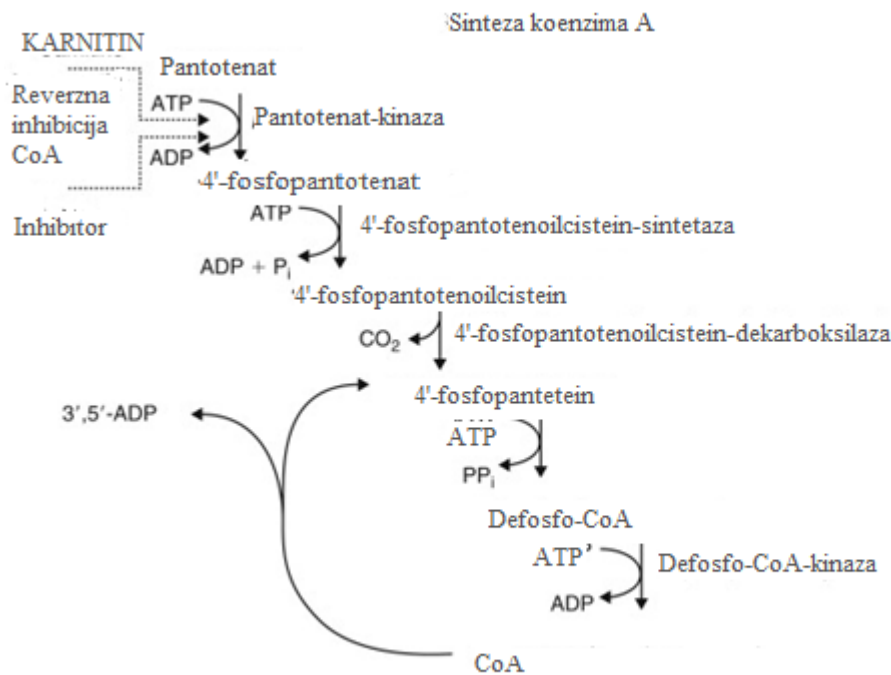 Sinteza koenzima A
KARNITIN
Pantotenat
Reverzna
inhibicija
CoA
ATP
Pantotenat-kinaza
ADP
4'-fosfopantotenat
Inhibitor
ATP
4'-fosfopantotenoilcistein-sintetaza
ADP + Pi
4'-fosfopantotenoilcistein
CO2
4'-fosfopantotenoilcistein-dekarboksilaza
4'-fosfopantetein
3',5'-ADP
ATP
PPi
Defosfo-CoA
ATP'
Defosfo-CoA-kinaza
ADP
CoA